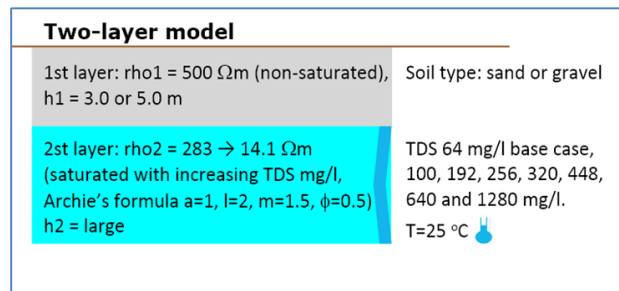 Two-layer model
1st layer: rho1 = 500 Ωm (non-saturated),
h1 = 3.0 or 5.0 m
Soil type: sand or gravel
2st layer: rho2 = 283 → 14.1 Ωm
(saturated with increasing TDS mg/l,
Archie's formula a=1, l=2, m=1.5, ϕ=0.5)
h2 = large
TDS 64 mg/l base case,
100, 192, 256, 320, 448,
640 and 1280 mg/l.
T=25 °C